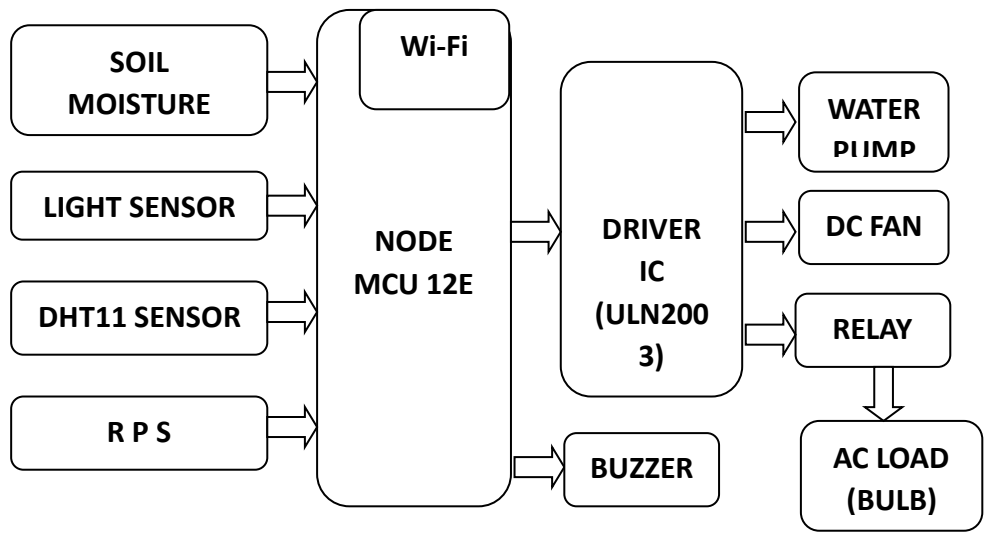 SOIL
MOISTURE
LIGHT SENSOR
DHT11 SENSOR
R P S
Wi-Fi
NODE
MCU 12E
DRIVER
IC
(ULN200
3)
BUZZER
WATER
PUMP
DC FAN
RELAY
AC LOAD
(BULB)